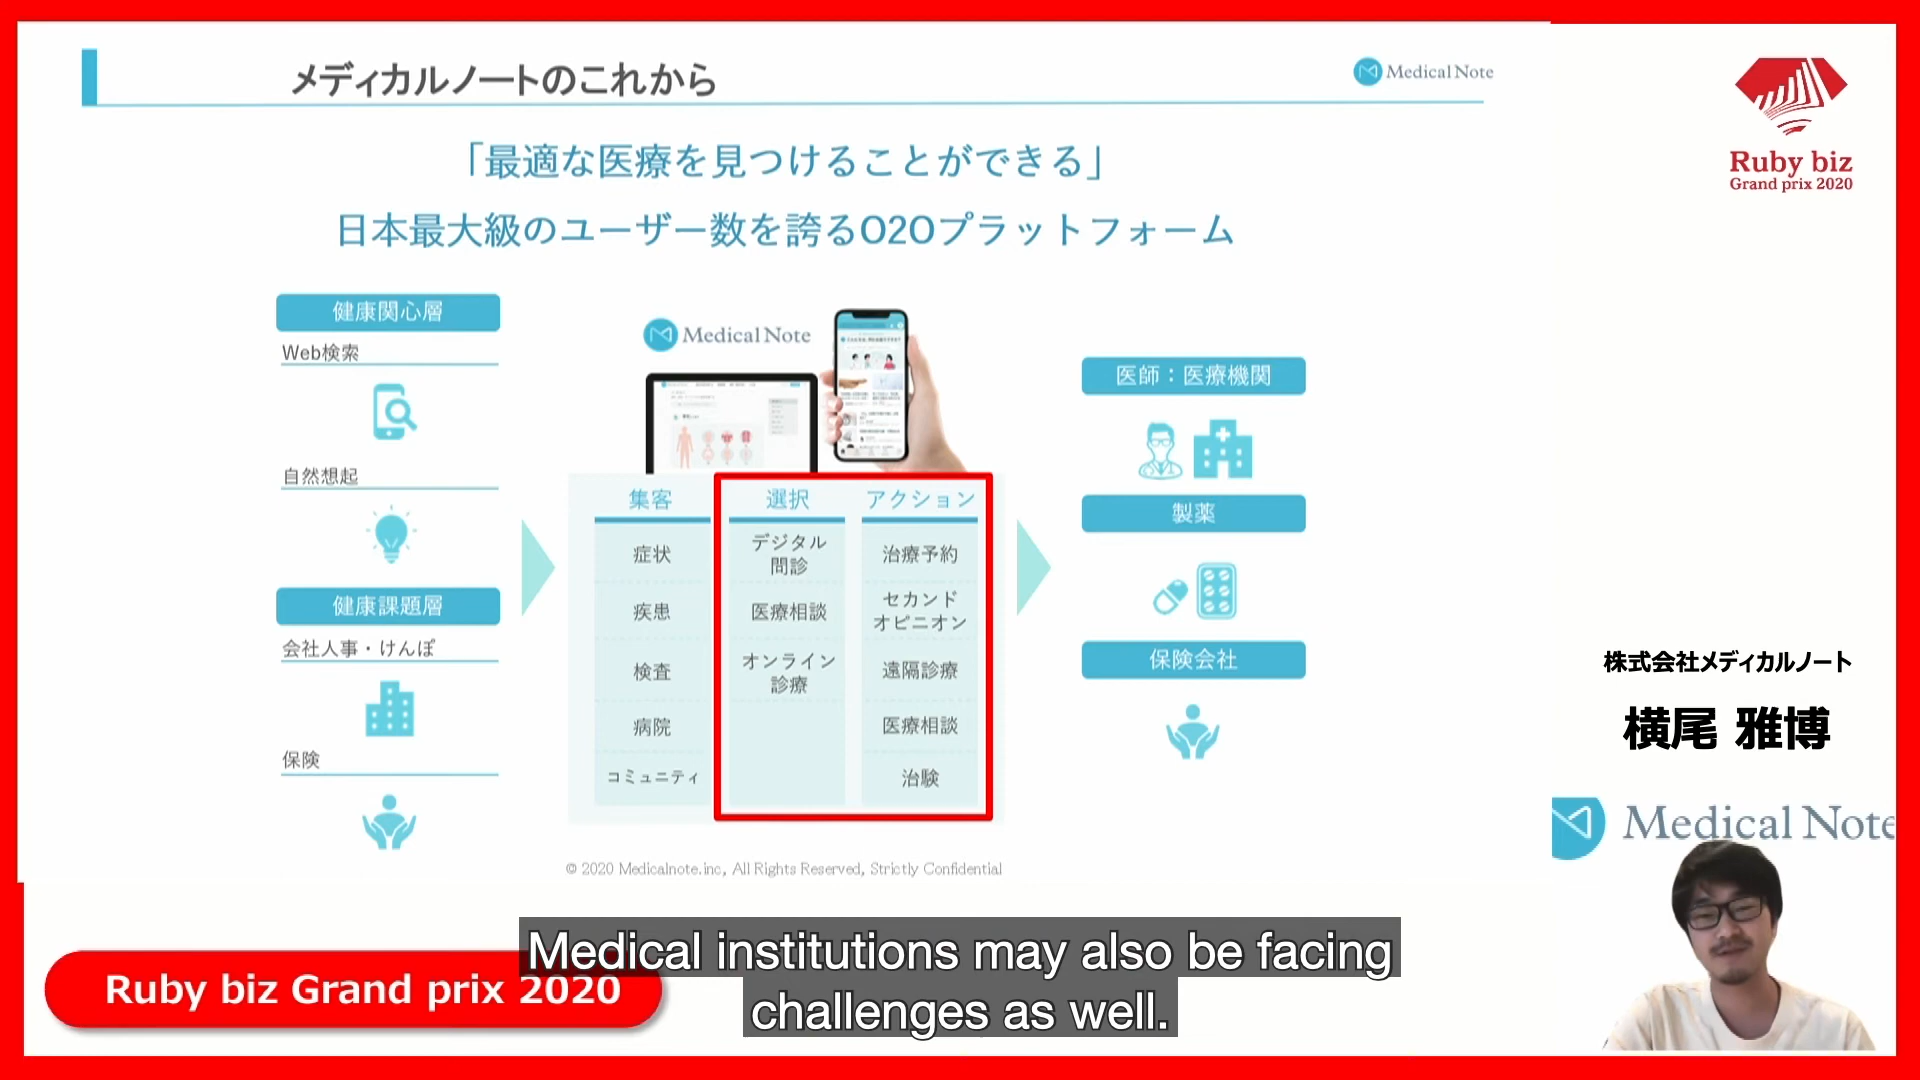 メディカルノートのこれから
Medical Note
「最適な医療を見つけることができる」
日本最大級のユーザー数を誇るO2Oプラットフォーム
健康関心層
Web検索
自然想起
健康課題層
会社人事・けんぽ
保険
Medical Note
集客
症状
疾患
検査
病院
コミュニティ
選択
デジタル
問診
医療相談
オンライン
診療
アクション
治療予約
セカンド
オピニオン
遠隔診療
医療相談
治験
医師：医療機関
製薬
保険会社
© 2020 Medicalnote.inc, All Rights Reserved, Strictly Confidential
Ruby biz
Grand prix 2020
株式会社メディカルノート
横尾 雅博
Medical Note
Ruby biz Grand prix 2020
Medical institutions may also be facing
challenges as well.